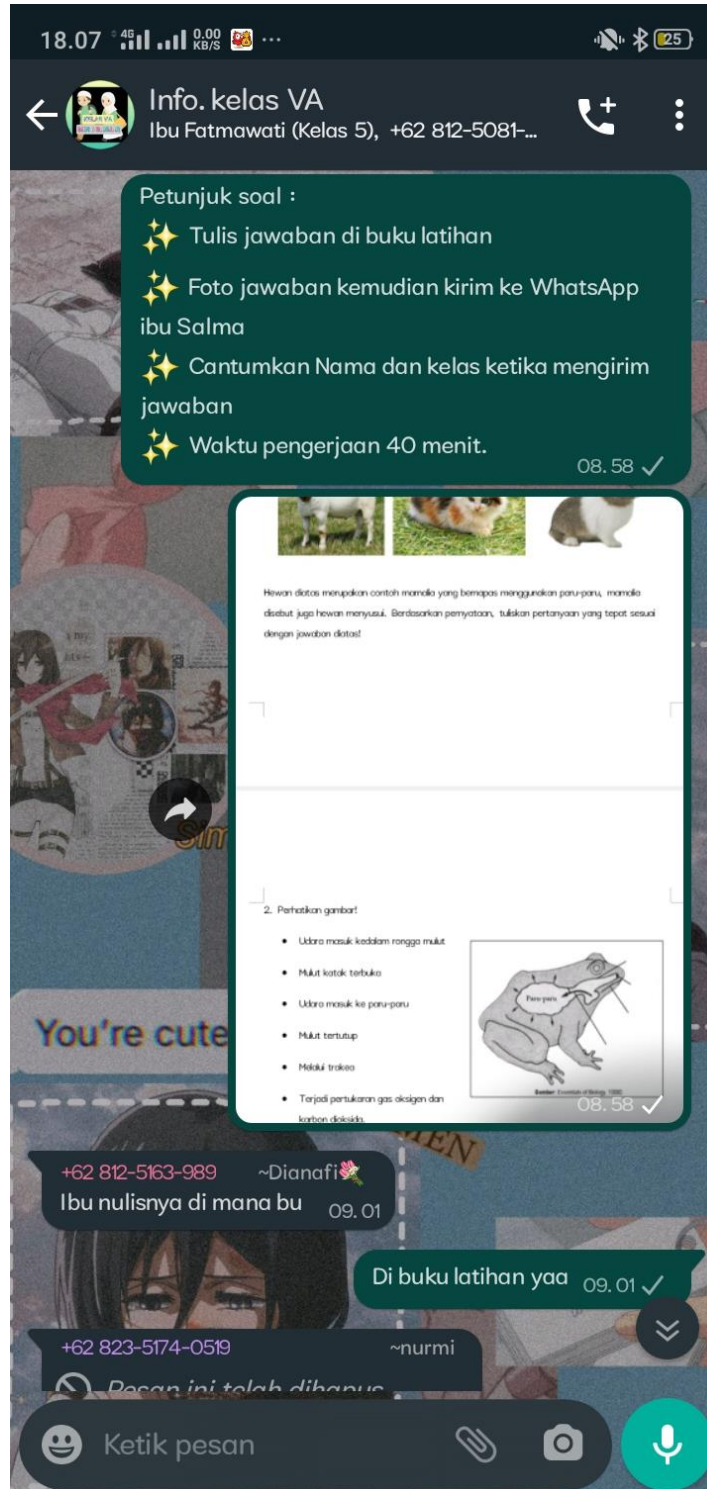 18.07 4G 0.00 KB/S ... 25
Info. kelas VA
Ibu Fatmawati (Kelas 5), +62 812-5081-...
Petunjuk soal :
✨ Tulis jawaban di buku latihan
✨ Foto jawaban kemudian kirim ke WhatsApp
ibu Salma
✨ Cantumkan Nama dan kelas ketika mengirim
jawaban
✨ Waktu pengerjaan 40 menit.
08.58
Hewan diatas merupakan contoh mamalia yang bernapas menggunakan paru-paru, mamalia
disebut juga hewan menyusui. Berdasarkan pernyataan, tuliskan pertanyaan yang tepat sesuai
dengan jawaban diatas!
2. Perhatikan gambar!
• Udara masuk kedalam rongga mulut
• Mulut katak terbuka
• Udara masuk ke paru-paru
• Mulut tertutup
• Melalui trakea
• Terjadi pertukaran gas oksigen dan
karbon dioksida.
Paru-paru
08.58
You're cute
MEN
+62 812-5163-989 ~Dianafi💐
Ibu nulisnya di mana bu 09.01
Di buku latihan yaa 09.01
+62 823-5174-0519 ~nurmi
Pesan ini telah dihapus
Ketik pesan